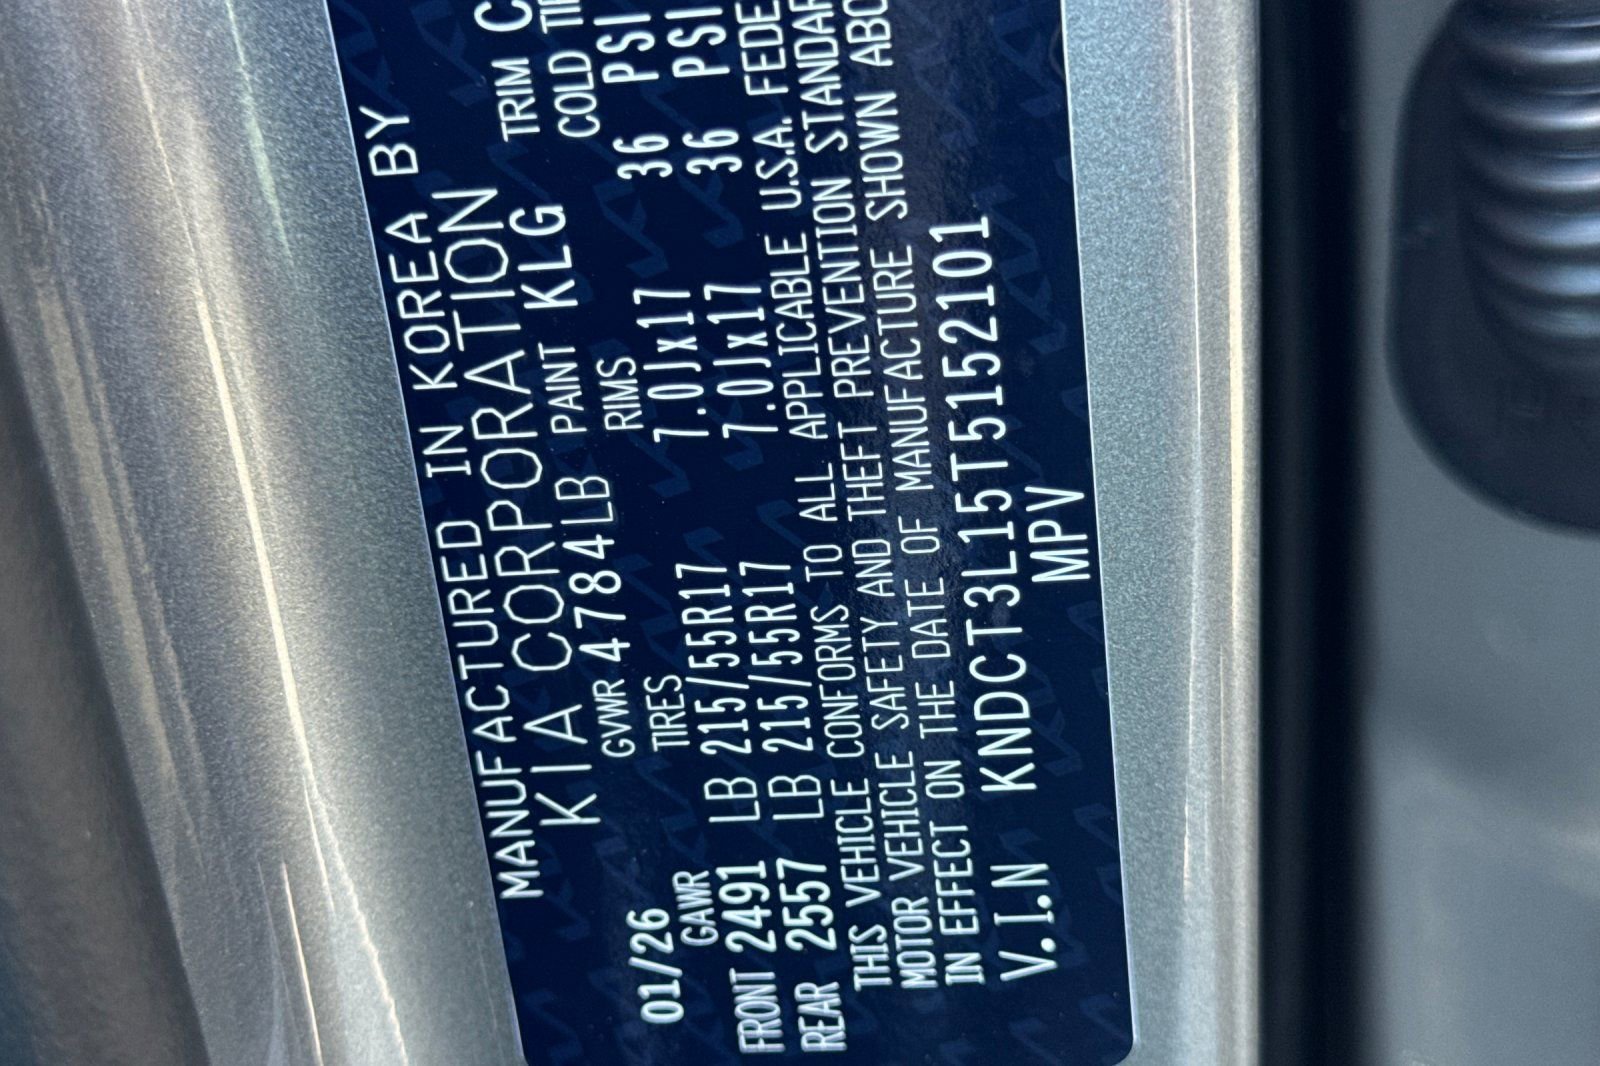 MANUFACTURED IN KOREA BY
KIA CORPORATION
01/26 GVWR 4784LB PAINT KLG TRIM C
GAWR TIRES RIMS COLD TIR
FRONT 2491 LB 215/55R17 7.0Jx17 36 PSI
REAR 2557 LB 215/55R17 7.0Jx17 36 PSI
THIS VEHICLE CONFORMS TO ALL APPLICABLE U.S.A. FEDE
MOTOR VEHICLE SAFETY AND THEFT PREVENTION STANDAR
IN EFFECT ON THE DATE OF MANUFACTURE SHOWN ABO
V.I.N KNDCT3L15T5152101
MPV